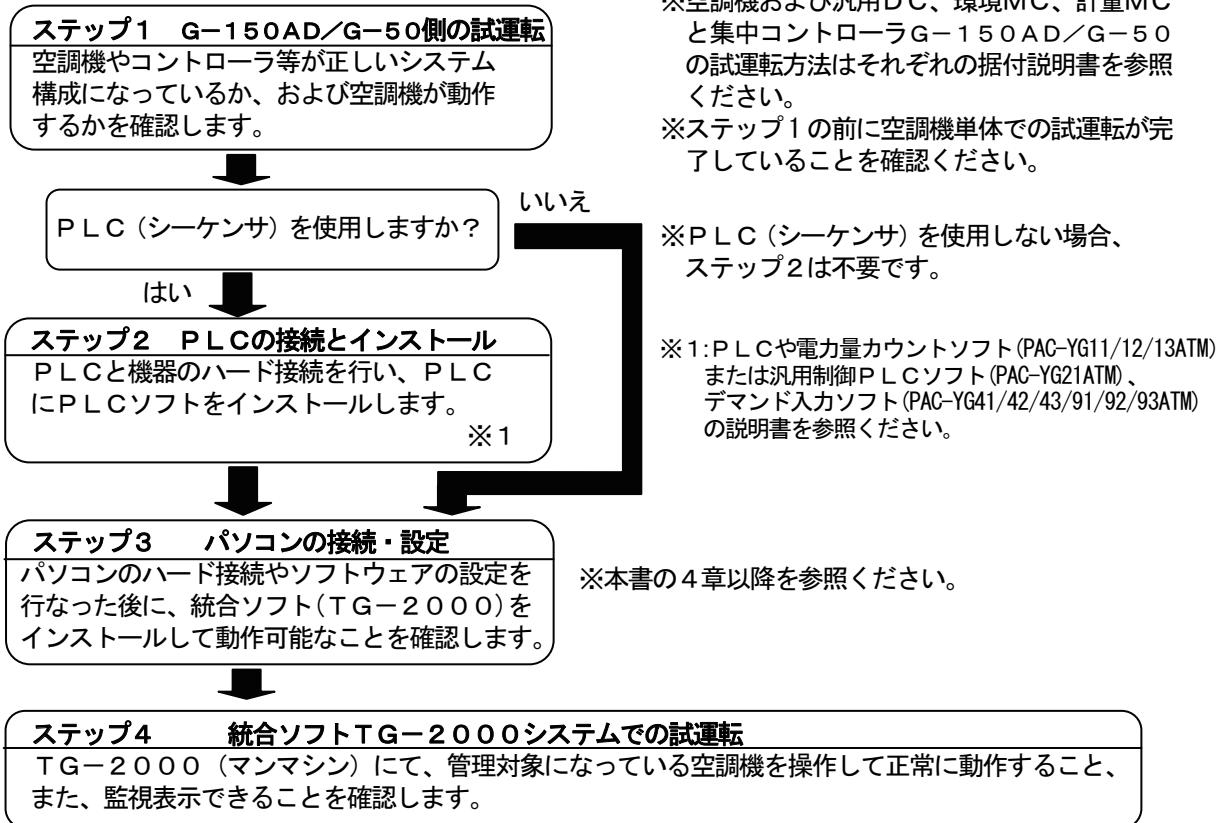 ステップ1 G-150AD/G-50側の試運転
空調機やコントローラ等が正しいシステム
構成になっているか、および空調機が動作
するかを確認します。
※空調機および汎用DC、環境MC、計量MC
と集中コントローラG-150AD/G-50
の試運転方法はそれぞれの据付説明書を参照
ください。
※ステップ1の前に空調機単体での試運転が完
了していることを確認ください。
PLC(シーケンサ)を使用しますか?
いいえ
はい
※PLC(シーケンサ)を使用しない場合、
ステップ2は不要です。
ステップ2 PLCの接続とインストール
PLCと機器のハード接続を行い、PLC
にPLCソフトをインストールします。
※1
※1:PLCや電力量カウントソフト(PAC-YG11/12/13ATM)
または汎用制御PLCソフト(PAC-YG21ATM)、
デマンド入力ソフト(PAC-YG41/42/43/91/92/93ATM)
の説明書を参照ください。
ステップ3 パソコンの接続・設定
パソコンのハード接続やソフトウェアの設定を
行なった後に、統合ソフト(TG-2000)を
インストールして動作可能なことを確認します。
※本書の4章以降を参照ください。
ステップ4 統合ソフトTG-2000システムでの試運転
TG-2000(マンマシン)にて、管理対象になっている空調機を操作して正常に動作すること、
また、監視表示できることを確認します。